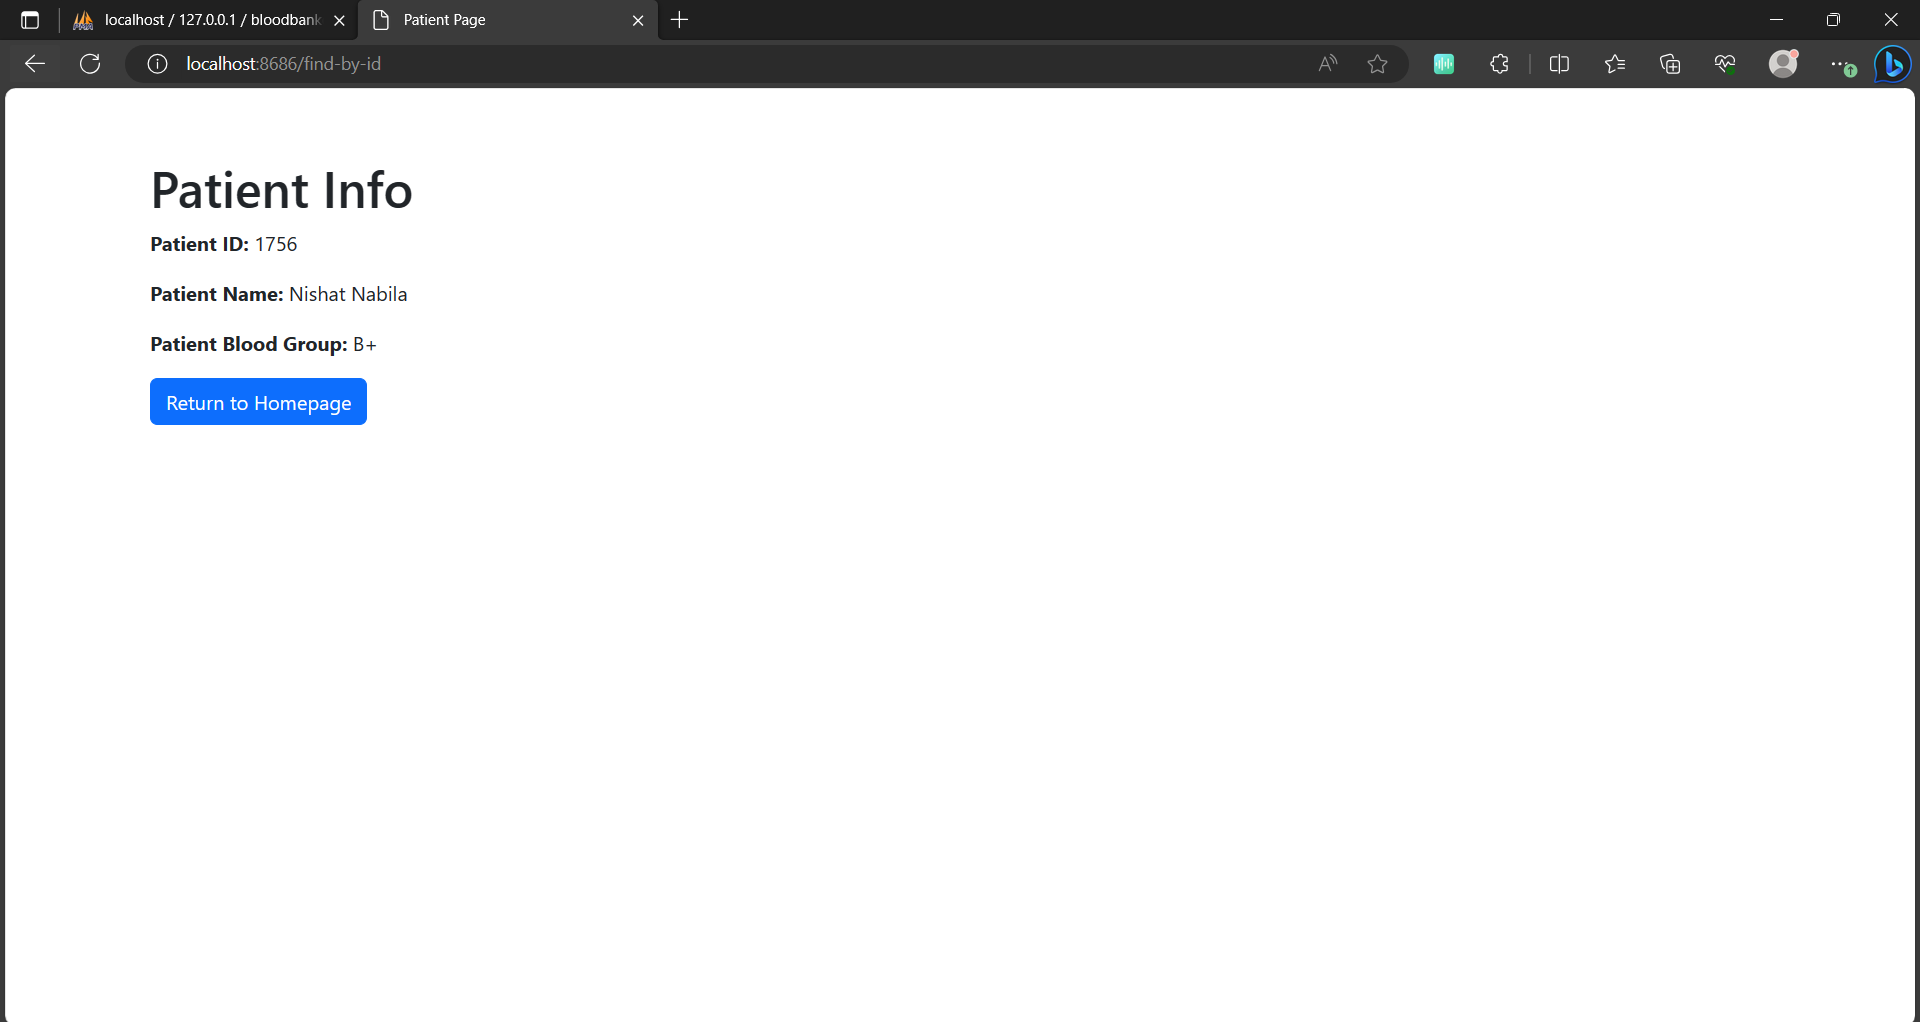 localhost / 127.0.0.1 / bloodbank
Patient Page
localhost:8686/find-by-id
Patient Info
Patient ID: 1756
Patient Name: Nishat Nabila
Patient Blood Group: B+
Return to Homepage